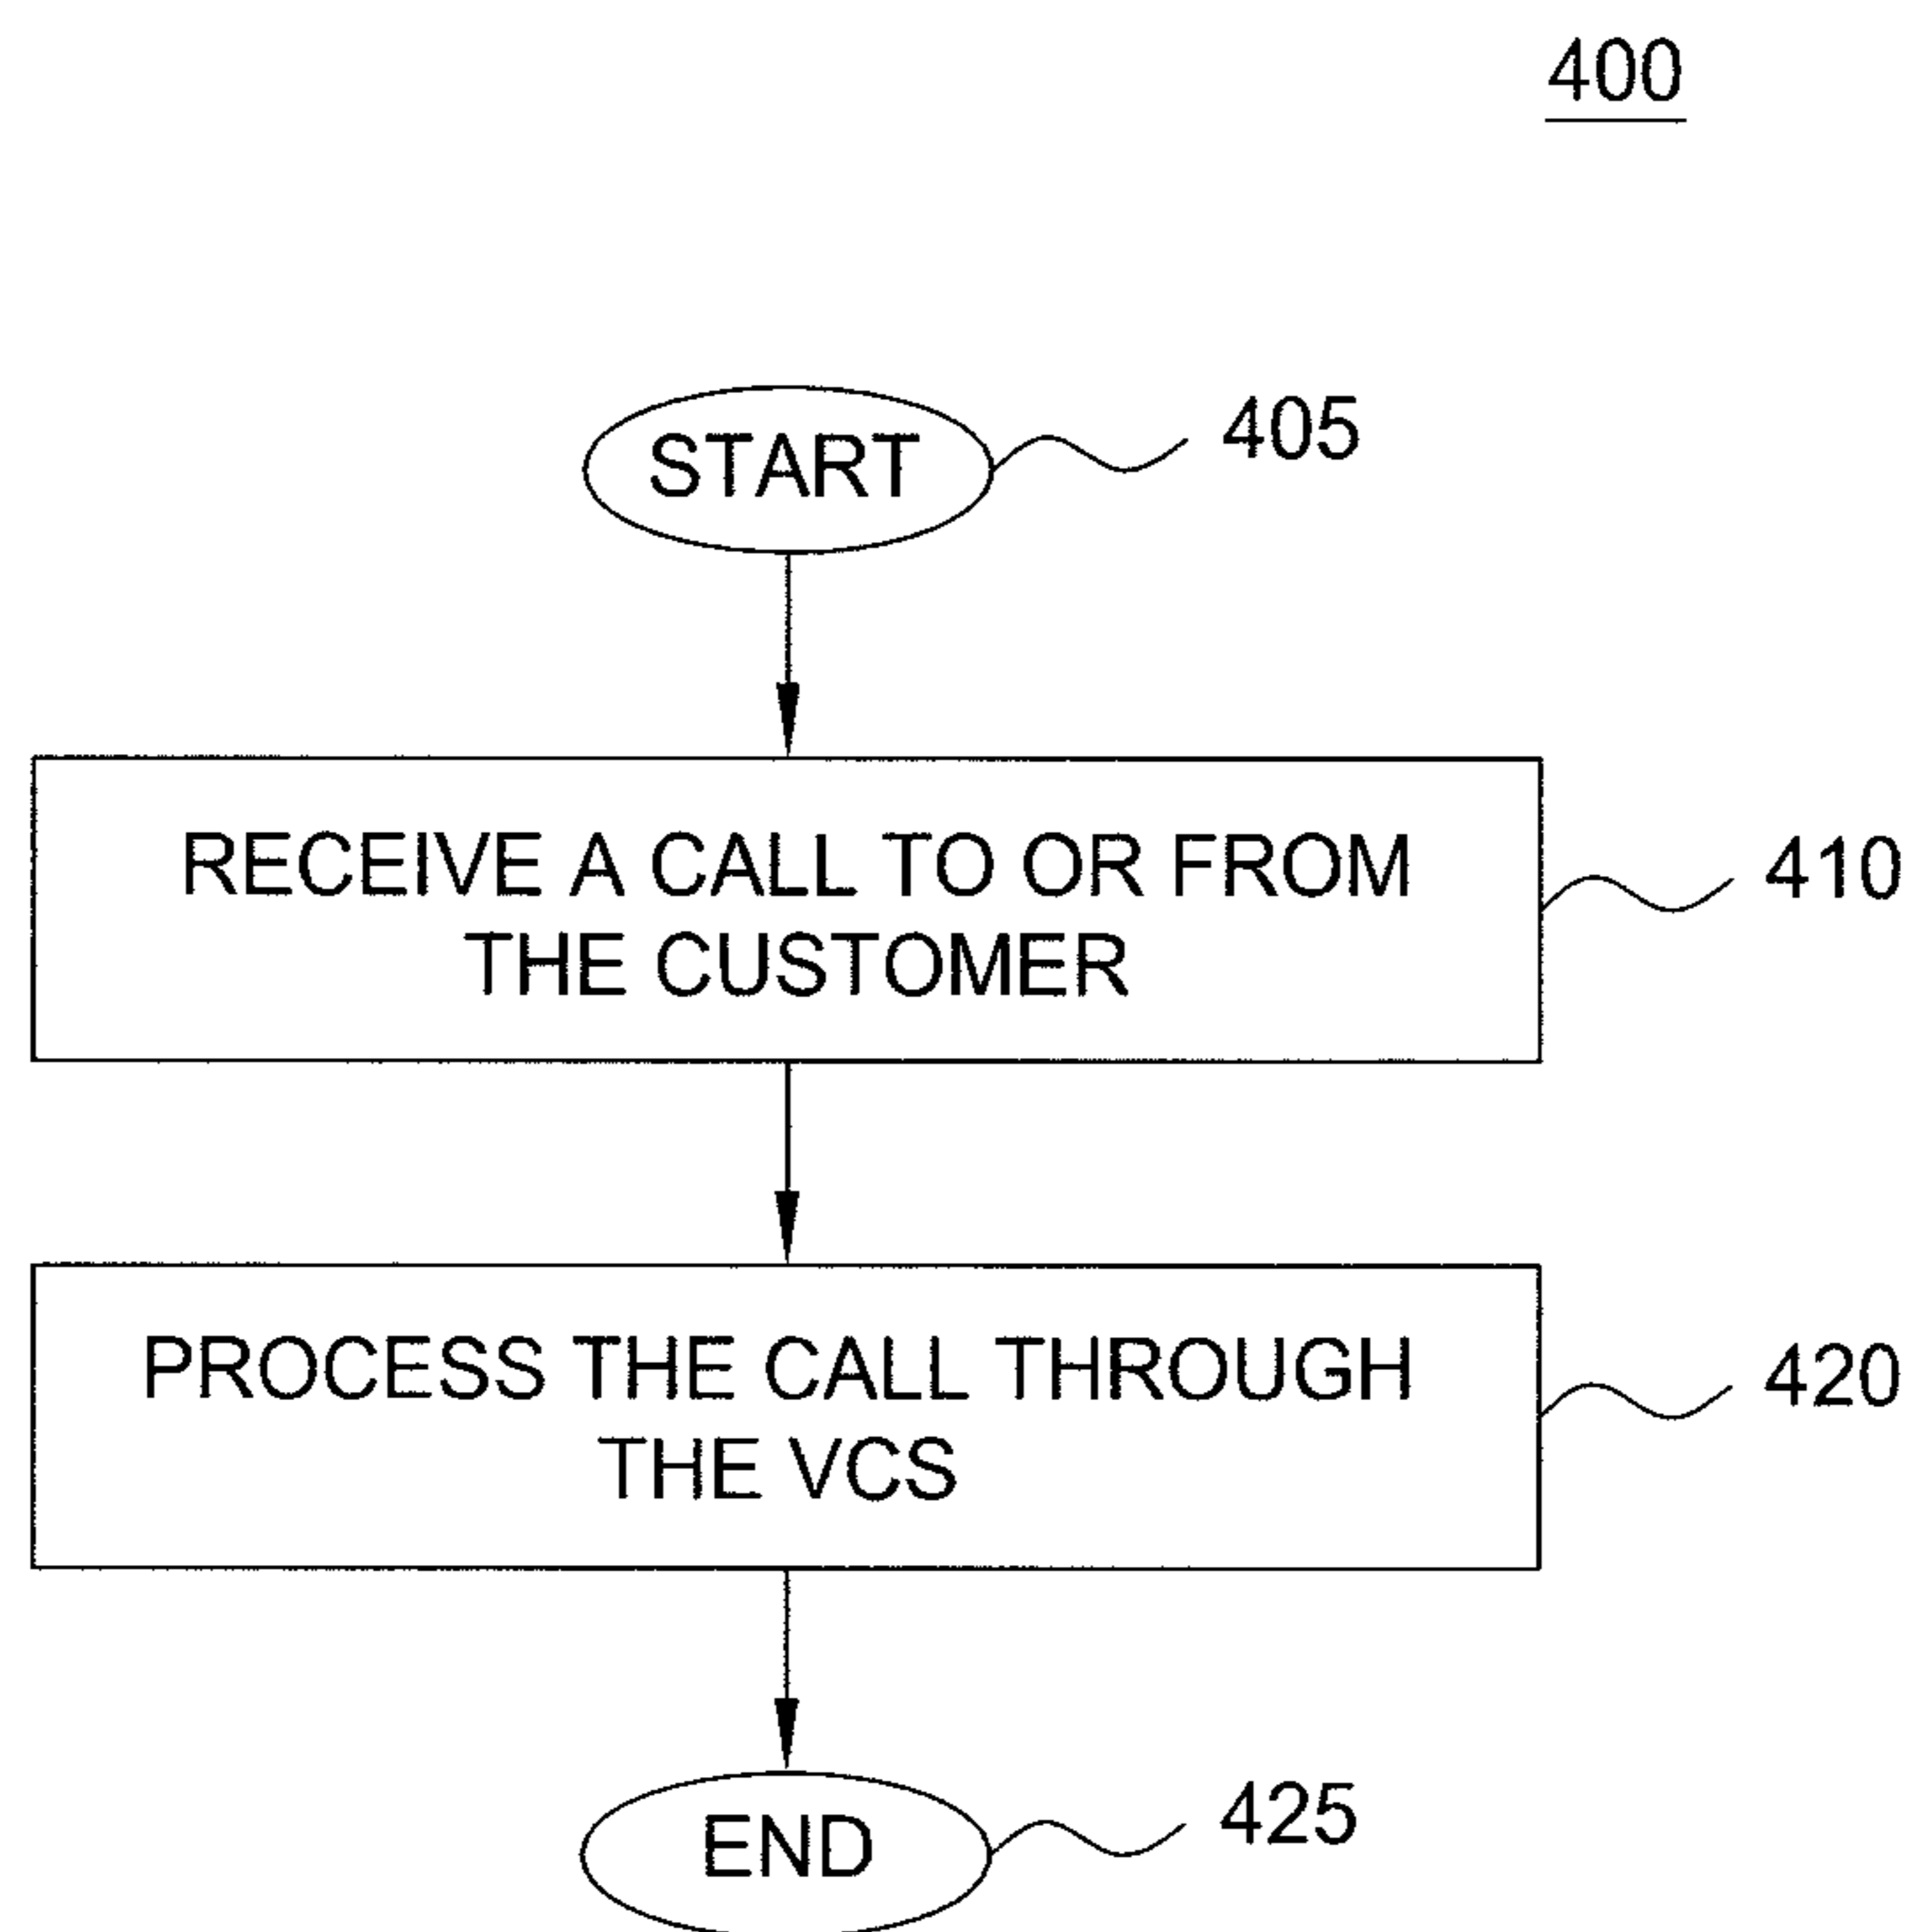 400
START
405
RECEIVE A CALL TO OR FROM
THE CUSTOMER
410
PROCESS THE CALL THROUGH
THE VCS
420
END
425